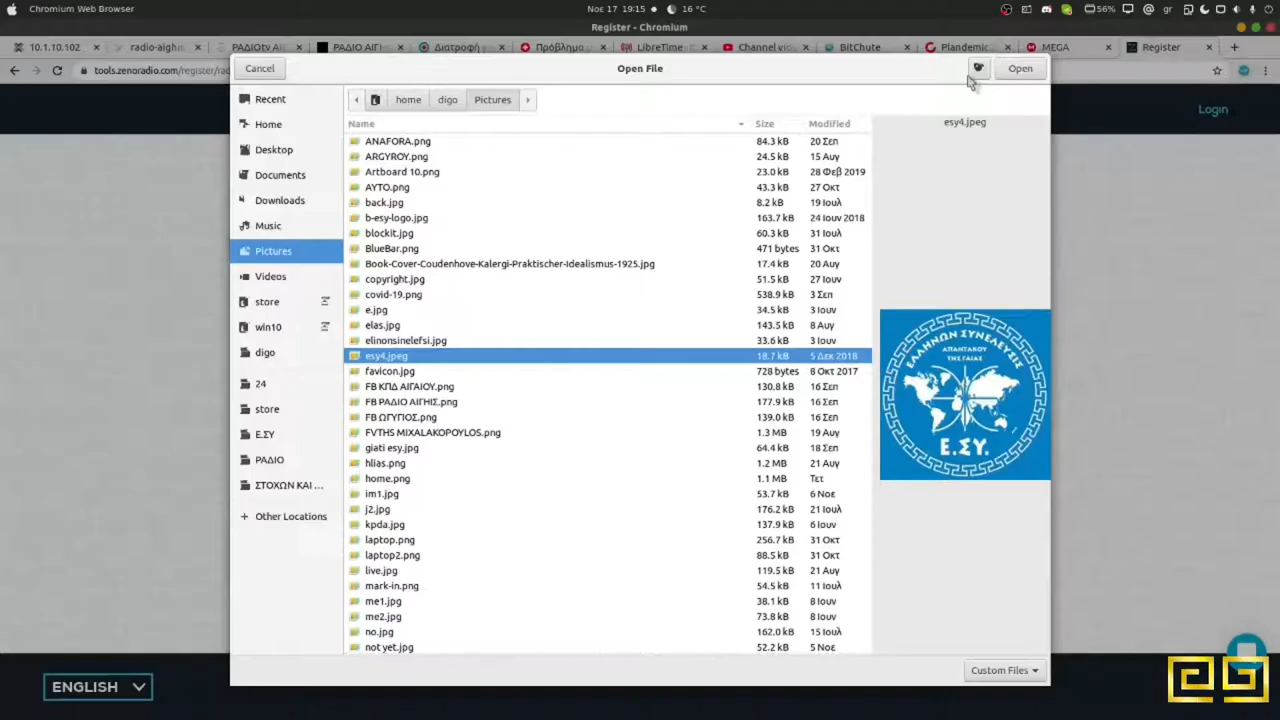 Chromium Web Browser
Νοε 17 19:15
16 °C
56%
gr
Register - Chromium
10.1.10.102
radio-aighm
ΡΑΔΙΟtv ΑΙ
ΡΑΔΙΟ ΑΙΓΗ
Διατροφή
Πρόβλημα
LibreTime
Channel vid
BitChute
Plandemic
MEGA
Register
tools.zenoradio.com/register/rad
Cancel
Open File
Open
Login
Recent
Home
Desktop
Documents
Downloads
Music
Pictures
Videos
store
win10
digo
24
store
Ε.ΣΥ
ΡΑΔΙΟ
ΣΤΟΧΩΝ ΚΑΙ ...
Other Locations
home digo Pictures
Name Size Modified
ANAFORA.png 84.3 kB 20 Σεπ
ARGYROY.png 24.5 kB 15 Αυγ
Artboard 10.png 23.0 kB 28 Φεβ 2019
AYTO.png 43.3 kB 27 Οκτ
back.jpg 8.2 kB 19 Ιουλ
b-esy-logo.jpg 163.7 kB 24 Ιουν 2018
blockit.jpg 60.3 kB 31 Ιουλ
BlueBar.png 471 bytes 31 Οκτ
Book-Cover-Coudenhove-Kalergi-Praktischer-Idealismus-1925.jpg 17.4 kB 20 Αυγ
copyright.jpg 51.5 kB 27 Ιουν
covid-19.png 538.9 kB 3 Σεπ
e.jpg 34.5 kB 3 Ιουν
elas.jpg 143.5 kB 8 Αυγ
elinonsinelefsi.jpg 33.6 kB 3 Ιουν
esy4.jpeg 18.7 kB 5 Δεκ 2018
favicon.jpg 728 bytes 8 Οκτ 2017
FB ΚΠΔ ΑΙΓΑΙΟΥ.png 130.8 kB 16 Σεπ
FB ΡΑΔΙΟ ΑΙΓΗΙΣ.png 177.9 kB 16 Σεπ
FB ΩΓΥΓΙΟΣ.png 139.0 kB 16 Σεπ
FVTHS MIXALAKOPOYLOS.png 1.3 MB 19 Αυγ
giati esy.jpg 64.4 kB 18 Σεπ
hlias.png 1.2 MB 21 Αυγ
home.png 1.1 MB Τετ
im1.jpg 53.7 kB 6 Νοε
j2.jpg 176.2 kB 21 Ιουλ
kpda.jpg 137.9 kB 6 Ιουν
laptop.png 256.7 kB 31 Οκτ
laptop2.png 88.5 kB 31 Οκτ
live.jpg 119.5 kB 21 Αυγ
mark-in.png 54.5 kB 11 Ιουλ
me1.jpg 38.1 kB 8 Ιουν
me2.jpg 73.8 kB 8 Ιουν
no.jpg 162.0 kB 15 Ιουλ
not yet.jpg 52.2 kB 5 Νοε
esy4.jpeg
ΕΛΛΗΝΩΝ ΣΥΝΕΛΕΥΣΙΣ
ΑΠΑΝΤΑΧΟΥ
ΤΗΣ ΓΑΙΑΣ
Ε.ΣΥ.
Custom Files
ENGLISH